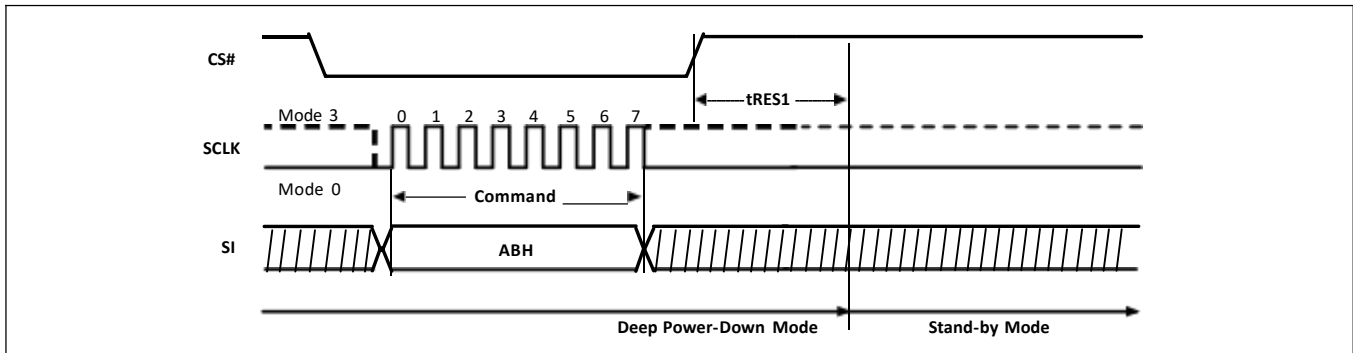 CS#
tRES1
Mode 3
0 1 2 3 4 5 6 7
SCLK
Mode 0
Command
SI
ABH
Deep Power-Down Mode
Stand-by Mode